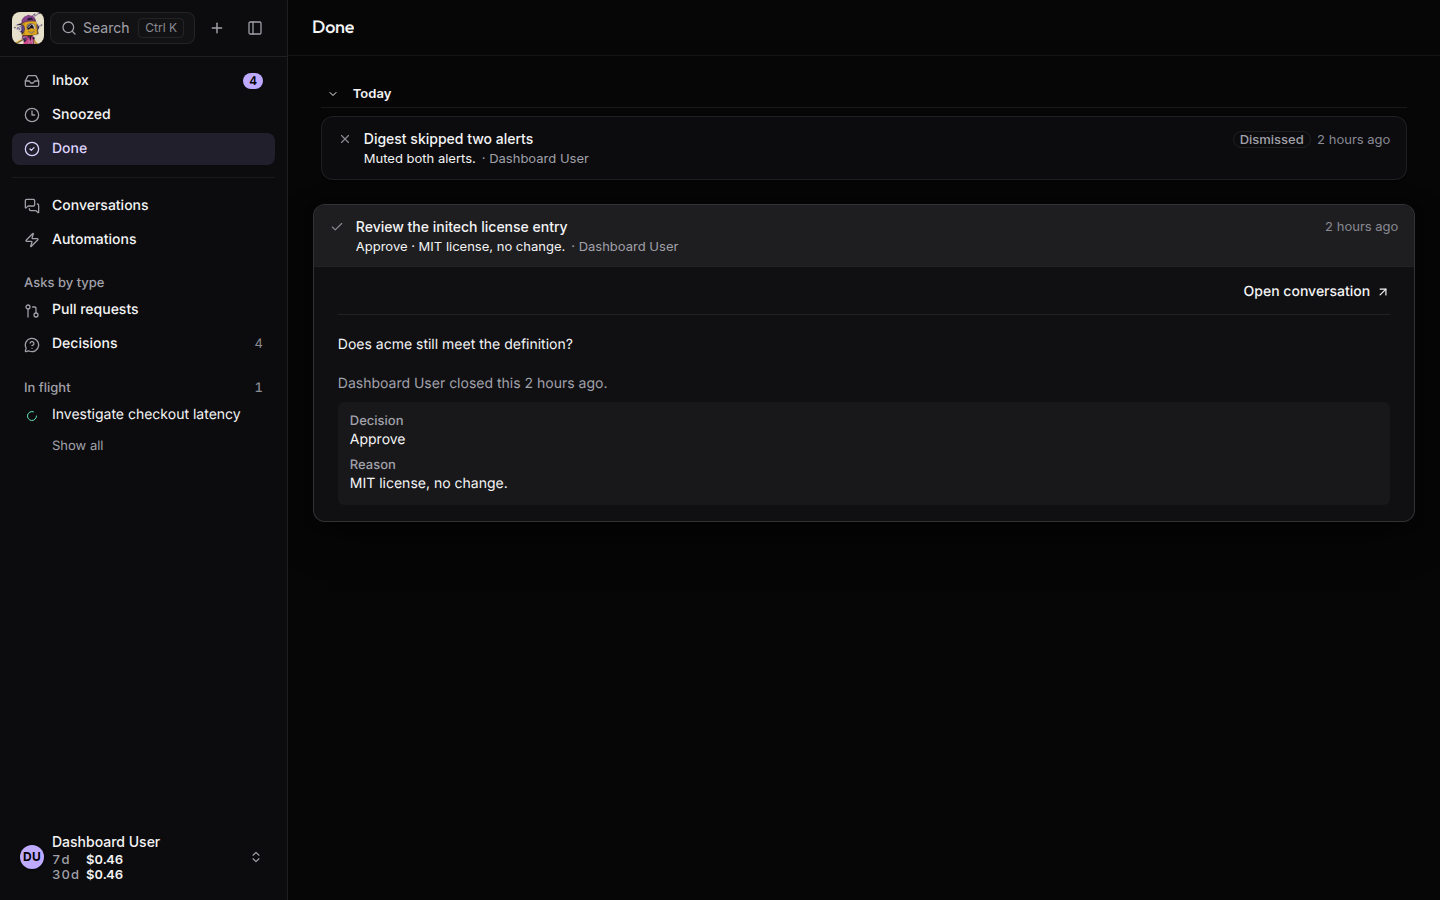 Search Ctrl K
Inbox 4
Snoozed
Done
Conversations
Automations
Asks by type
Pull requests
Decisions 4
In flight 1
Investigate checkout latency
Show all
DU Dashboard User
7d $0.46
30d $0.46
Done
Today
Digest skipped two alerts Dismissed 2 hours ago
Muted both alerts. · Dashboard User
Review the initech license entry 2 hours ago
Approve · MIT license, no change. · Dashboard User
Open conversation
Does acme still meet the definition?
Dashboard User closed this 2 hours ago.
Decision
Approve
Reason
MIT license, no change.